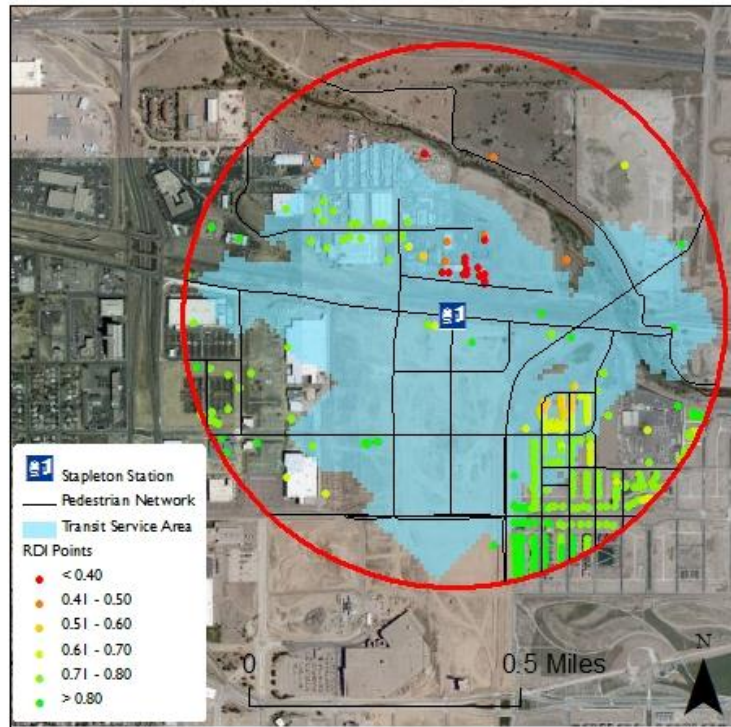 N
0
0.5 Miles
Stapleton Station
Pedestrian Network
Transit Service Area
RDI Points
< 0.40
0.41 - 0.50
0.51 - 0.60
0.61 - 0.70
0.71 - 0.80
> 0.80